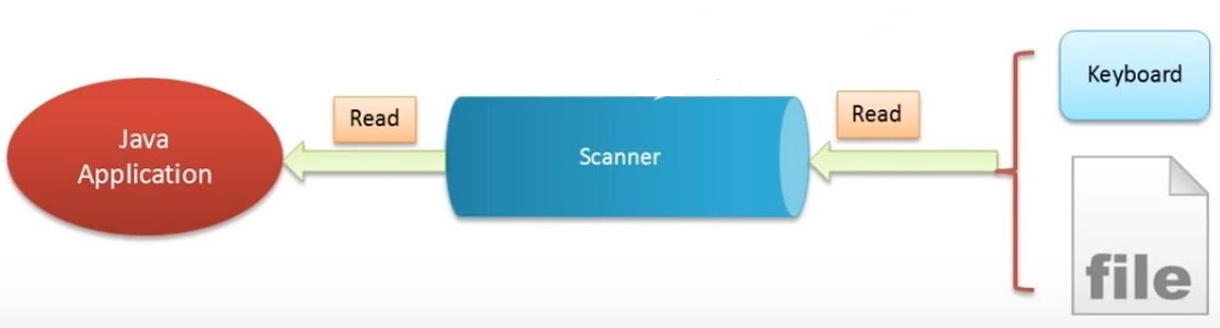 Java
Application
Read
Scanner
Read
Keyboard
file